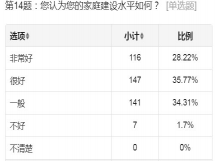 第14题：您认为您的家庭建设水平如何？ [单选题]
选项 小计 比例
非常好 116 28.22%
很好 147 35.77%
一般 141 34.31%
不好 7 1.7%
不清楚 0 0%